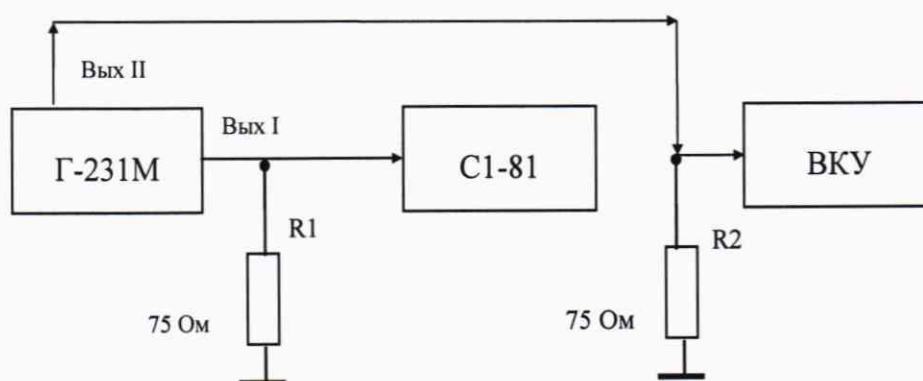 Вых II
Вых I
Г-231М
С1-81
ВКУ
R1
R2
75 Ом
75 Ом